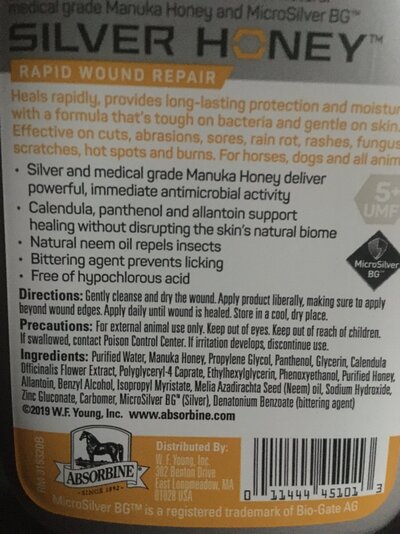 medical grade Manuka Honey and MicroSilver BG™
SILVER HONEY™
RAPID WOUND REPAIR
Heals rapidly, provides long-lasting protection and moistur
with a formula that's tough on bacteria and gentle on skin.
Effective on cuts, abrasions, sores, rain rot, rashes, fungus
scratches, hot spots and burns. For horses, dogs and all anim
• Silver and medical grade Manuka Honey deliver
powerful, immediate antimicrobial activity
• Calendula, panthenol and allantoin support
healing without disrupting the skin's natural biome
• Natural neem oil repels insects
• Bittering agent prevents licking
• Free of hypochlorous acid
5+
UMF
MicroSilver
BG™
Directions: Gently cleanse and dry the wound. Apply product liberally, making sure to apply
beyond wound edges. Apply daily until wound is healed. Store in a cool, dry place.
Precautions: For external animal use only. Keep out of eyes. Keep out of reach of children.
If swallowed, contact Poison Control Center. If irritation develops, discontinue use.
Ingredients: Purified Water, Manuka Honey, Propylene Glycol, Panthenol, Glycerin, Calendula
Officinalis Flower Extract, Polyglyceryl-4 Caprate, Ethylhexylglycerin, Phenoxyethanol, Purified Honey,
Allantoin, Benzyl Alcohol, Isopropyl Myristate, Melia Azadirachta Seed (Neem) oil, Sodium Hydroxide,
Zinc Gluconate, Carbomer, MicroSilver BG™ (Silver), Denatonium Benzoate (bittering agent)
©2019 W.F. Young, Inc. www.absorbine.com
ABSORBINE
SINCE 1892
Distributed By:
W. F. Young, Inc.
302 Benton Drive
East Longmeadow, MA
01028 USA
0 11444 45101 3
MicroSilver BG™ is a registered trademark of Bio-Gate AG